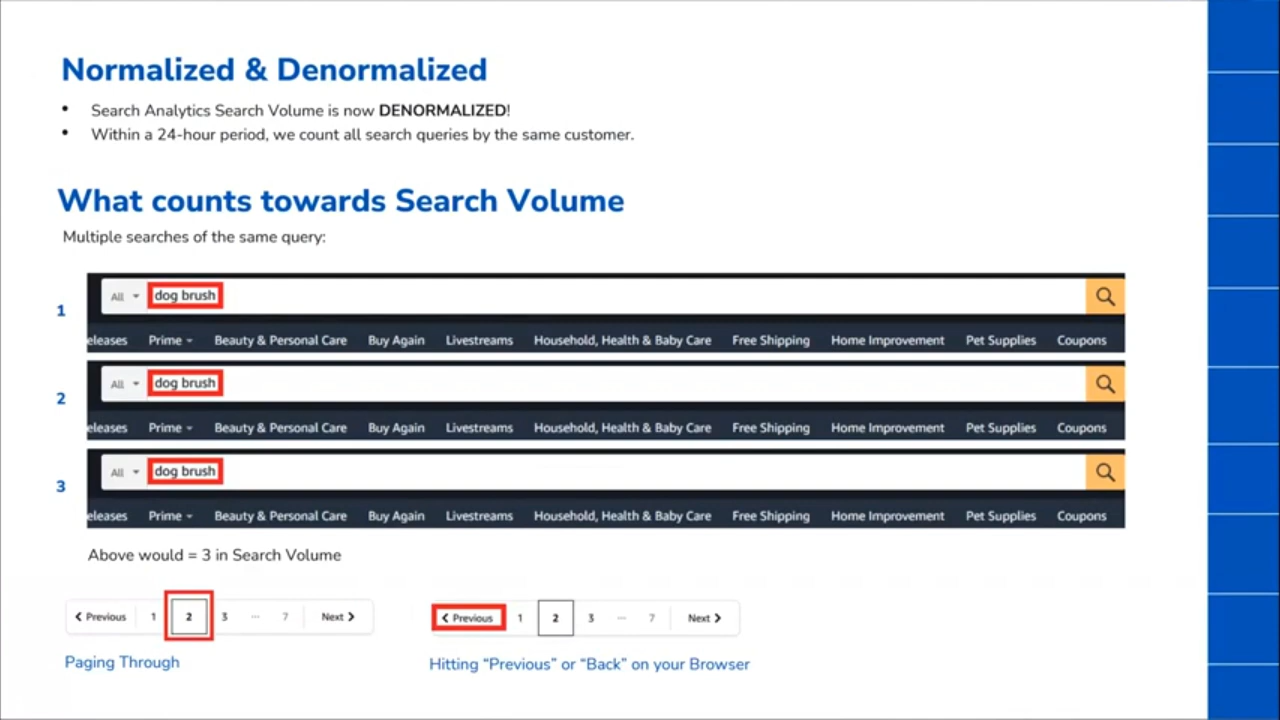 Normalized & Denormalized
• Search Analytics Search Volume is now DENORMALIZED!
• Within a 24-hour period, we count all search queries by the same customer.
What counts towards Search Volume
Multiple searches of the same query:
1
All dog brush
eleases Prime Beauty & Personal Care Buy Again Livestreams Household, Health & Baby Care Free Shipping Home Improvement Pet Supplies Coupons
2
All dog brush
eleases Prime Beauty & Personal Care Buy Again Livestreams Household, Health & Baby Care Free Shipping Home Improvement Pet Supplies Coupons
3
All dog brush
eleases Prime Beauty & Personal Care Buy Again Livestreams Household, Health & Baby Care Free Shipping Home Improvement Pet Supplies Coupons
Above would = 3 in Search Volume
Previous 1 2 3 ... 7 Next
Paging Through
Previous 1 2 3 ... 7 Next
Hitting “Previous” or “Back” on your Browser